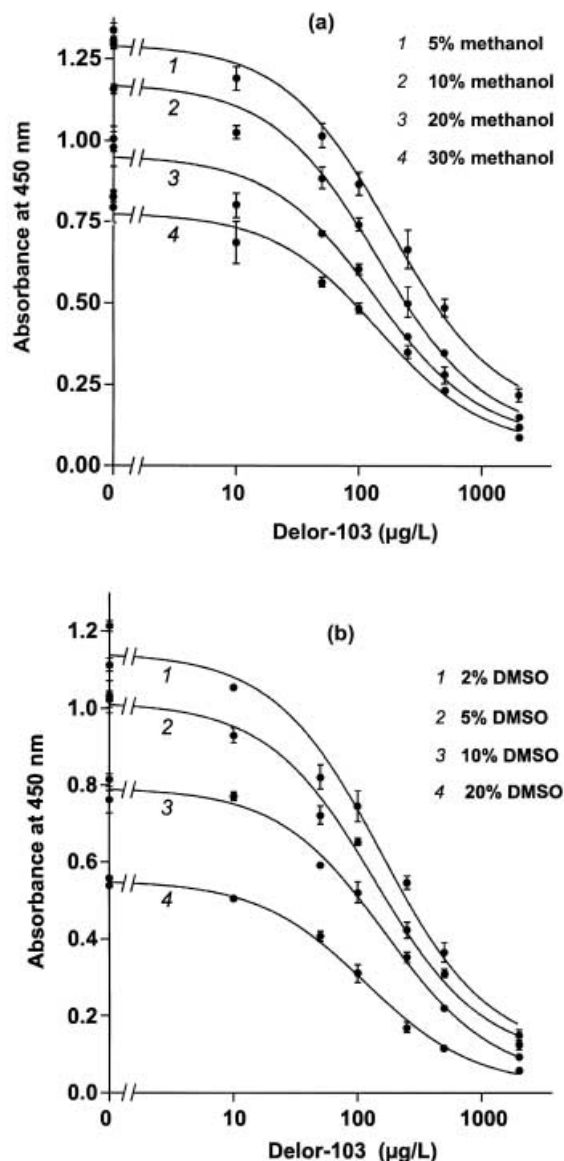 (a)
1 5% methanol
2 10% methanol
3 20% methanol
4 30% methanol
Absorbance at 450 nm
1.25
1.00
0.75
0.50
0.25
0.00
1
2
3
4
0 10 100 1000
Delor-103 (µg/L)
(b)
1 2% DMSO
2 5% DMSO
3 10% DMSO
4 20% DMSO
Absorbance at 450 nm
1.2
1.0
0.8
0.6
0.4
0.2
0.0
1
2
3
4
0 10 100 1000
Delor-103 (µg/L)